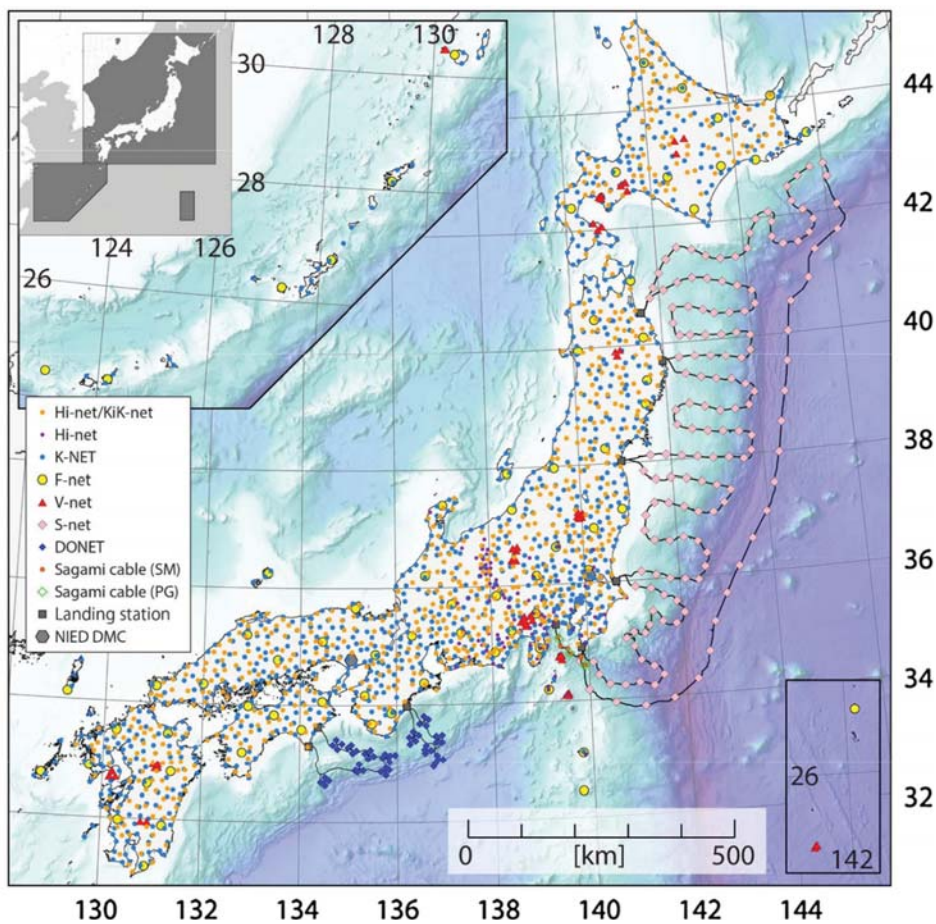 128
130
30
28
124
126
26
44
42
40
38
36
34
32
Hi-net/KiK-net
Hi-net
K-NET
F-net
V-net
S-net
DONET
Sagami cable (SM)
Sagami cable (PG)
Landing station
NIED DMC
26
142
0 [km] 500
130 132 134 136 138 140 142 144